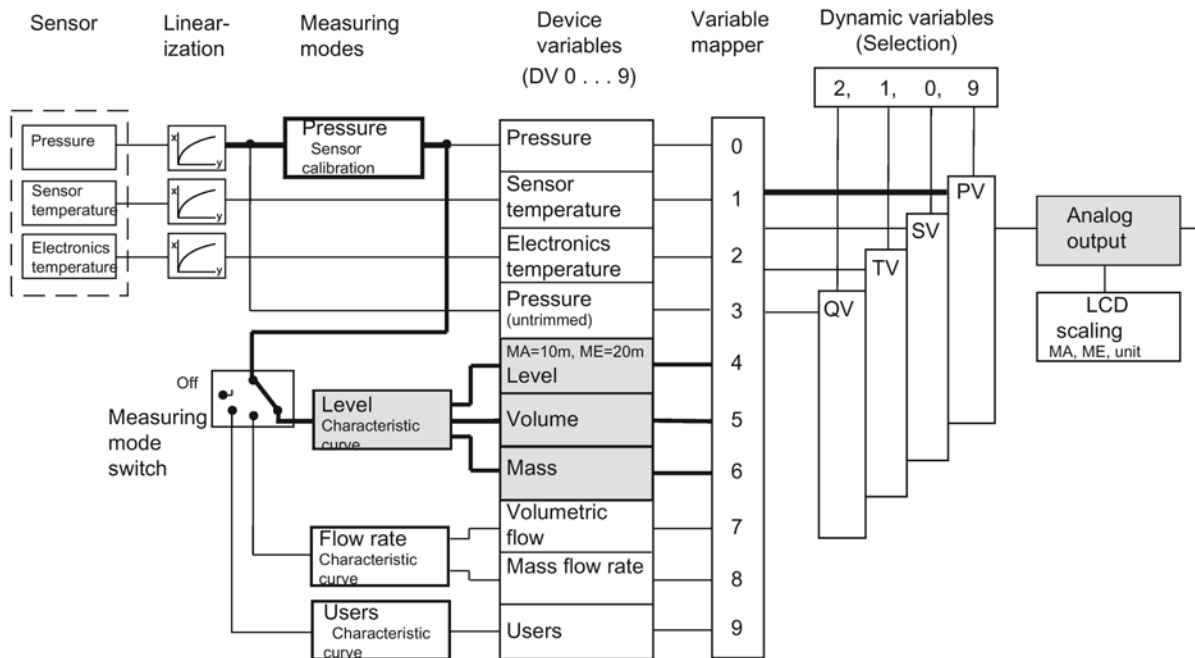 Sensor
Linear-
ization
Measuring
modes
Device
variables
(DV 0 . . . 9)
Variable
mapper
Dynamic variables
(Selection)
2, 1, 0, 9
Pressure
Sensor
temperature
Electronics
temperature
x
y
x
y
x
y
Pressure
Sensor
calibration
Pressure
Sensor
temperature
Electronics
temperature
Pressure
(untrimmed)
MA=10m, ME=20m
Level
Volume
Mass
Volumetric
flow
Mass flow rate
Users
0
1
2
3
4
5
6
7
8
9
PV
SV
TV
QV
Analog
output
LCD
scaling
MA, ME, unit
Off
Measuring
mode
switch
Level
Characteristic
curve
Flow rate
Characteristic
curve
Users
Characteristic
curve